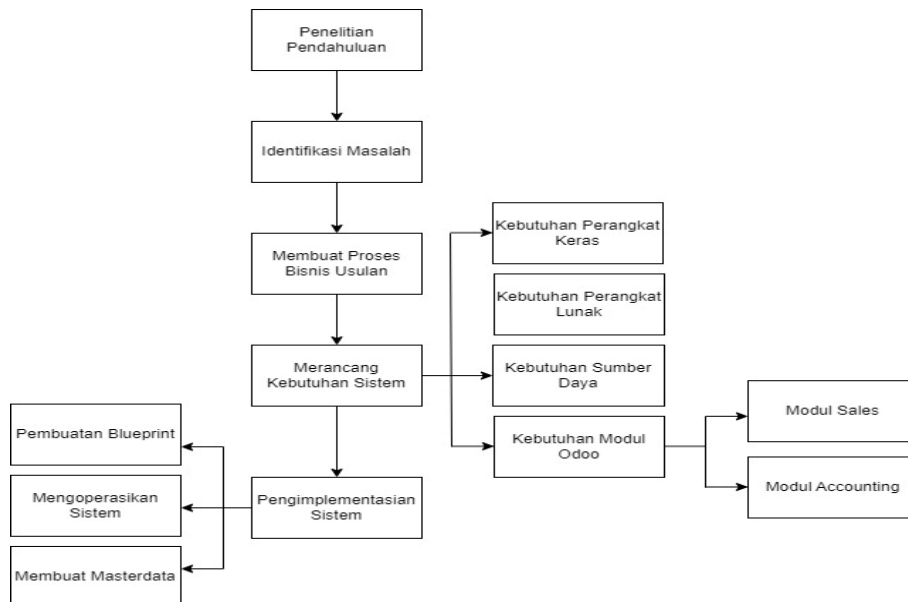 Penelitian
Pendahuluan
Identifikasi Masalah
Membuat Proses
Bisnis Usulan
Merancang
Kebutuhan Sistem
Kebutuhan Perangkat
Keras
Kebutuhan Perangkat
Lunak
Kebutuhan Sumber
Daya
Kebutuhan Modul
Odoo
Modul Sales
Modul Accounting
Pengimplementasian
Sistem
Pembuatan Blueprint
Mengoperasikan
Sistem
Membuat Masterdata